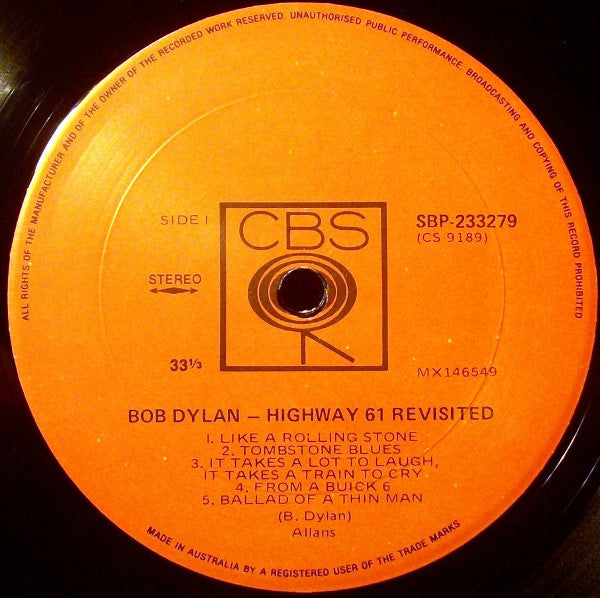 ALL RIGHTS OF THE MANUFACTURER AND OF THE OWNER OF THE RECORDED WORK RESERVED. UNAUTHORISED PUBLIC PERFORMANCE, BROADCASTING AND COPYING OF THIS RECORD PROHIBITED
SIDE I
CBS
SBP-233279
(CS 9189)
STEREO
33⅓
MX146549
BOB DYLAN – HIGHWAY 61 REVISITED
1. LIKE A ROLLING STONE
2. TOMBSTONE BLUES
3. IT TAKES A LOT TO LAUGH,
IT TAKES A TRAIN TO CRY
4. FROM A BUICK 6
5. BALLAD OF A THIN MAN
(B. Dylan)
Allans
MADE IN AUSTRALIA BY A REGISTERED USER OF THE TRADE MARKS